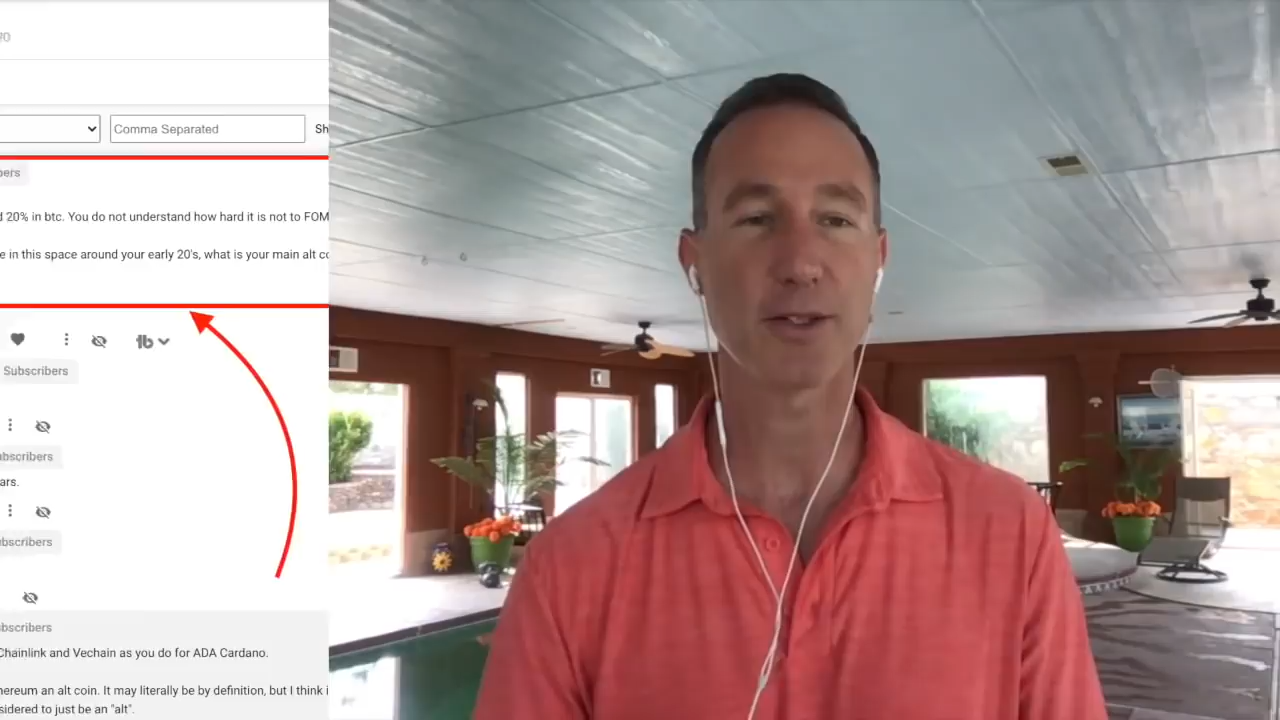 Comma Separated
Sh
bers
20% in btc. You do not understand how hard it is not to FOM
e in this space around your early 20's, what is your main alt co
Subscribers
ubscribers
ars.
ubscribers
ubscribers
Chainlink and Vechain as you do for ADA Cardano.
hereum an alt coin. It may literally be by definition, but I think i
sidered to just be an "alt".